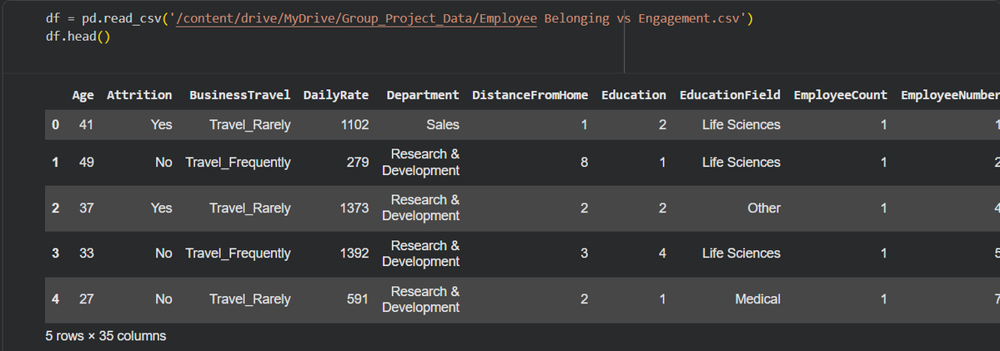 df = pd.read_csv('/content/drive/MyDrive/Group_Project_Data/Employee Belonging vs Engagement.csv')
df.head()
Age Attrition BusinessTravel DailyRate Department DistanceFromHome Education EducationField EmployeeCount EmployeeNumber
0 41 Yes Travel_Rarely 1102 Sales 1 2 Life Sciences 1 1
1 49 No Travel_Frequently 279 Research & Development 8 1 Life Sciences 1 2
2 37 Yes Travel_Rarely 1373 Research & Development 2 2 Other 1 4
3 33 No Travel_Frequently 1392 Research & Development 3 4 Life Sciences 1 5
4 27 No Travel_Rarely 591 Research & Development 2 1 Medical 1 7
5 rows × 35 columns